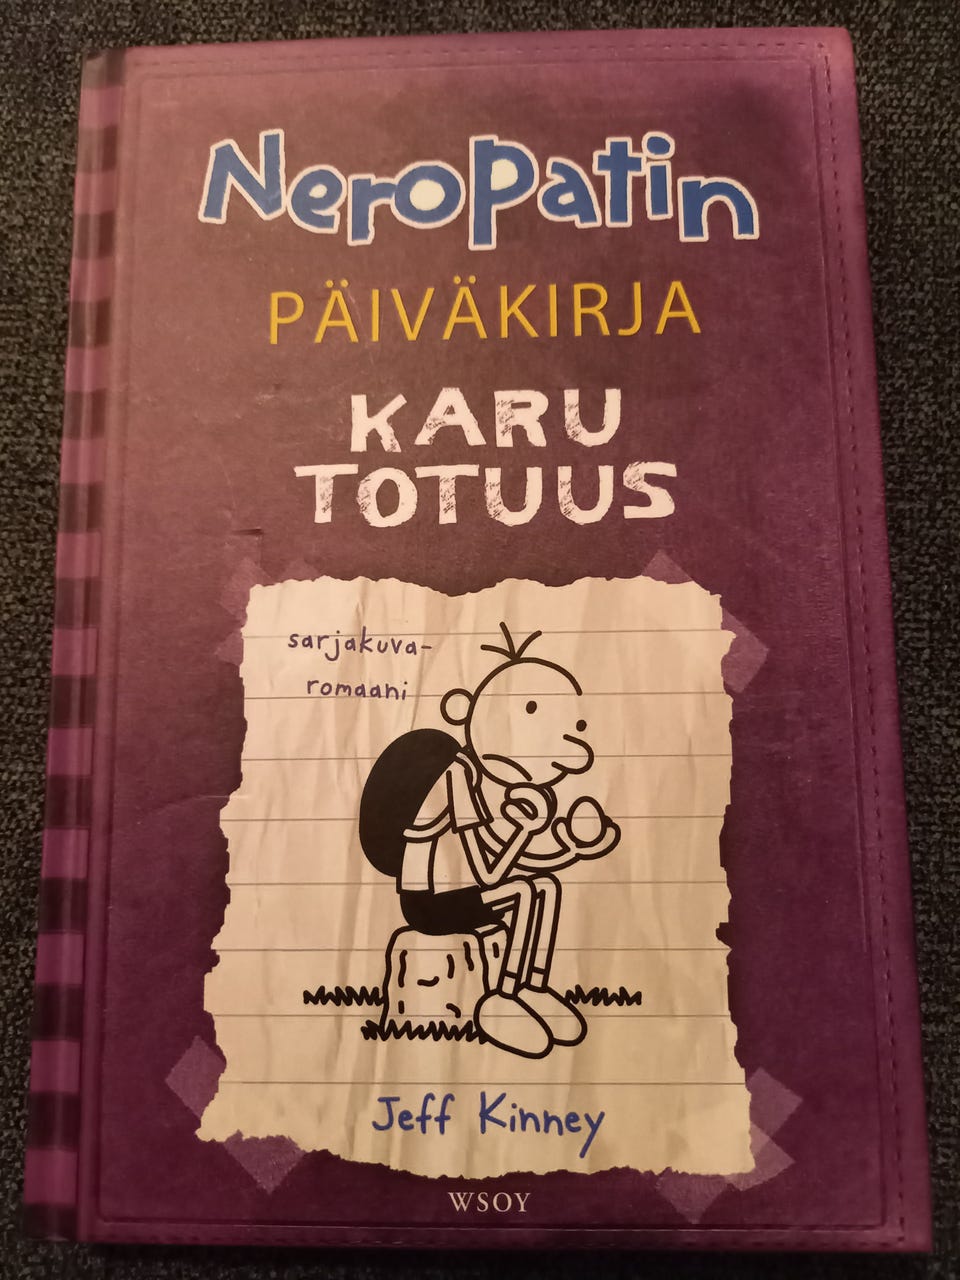 Neropatin
PÄIVÄKIRJA
KARU
TOTUUS
sarjakuva-
romaani
Jeff Kinney
WSOY